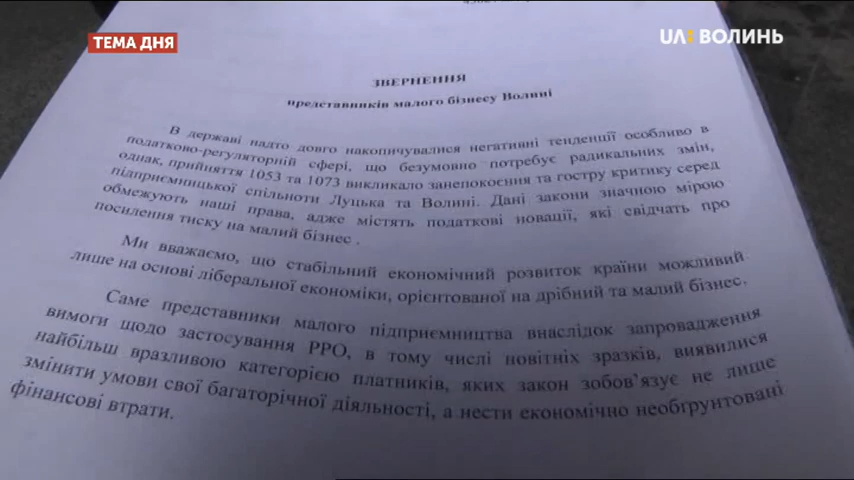 ТЕМА ДНЯ
UA: ВОЛИНЬ
ЗВЕРНЕННЯ
представників малого бізнесу Волині
В державі надто довго накопичувалися негативні тенденції особливо в
податково-регуляторній сфері, що безумовно потребує радикальних змін,
однак, прийняття 1053 та 1073 викликало занепокоєння та гостру критику серед
підприємницької спільноти Луцька та Волині. Дані закони значною мірою
обмежують наші права, адже містять податкові новації, які свідчать про
посилення тиску на малий бізнес .
Ми вважаємо, що стабільний економічний розвиток країни можливий
лише на основі ліберальної економіки, орієнтованої на дрібний та малий бізнес.
Саме представники малого підприємництва внаслідок запровадження
вимоги щодо застосування РРО, в тому числі новітніх зразків, виявилися
найбільш вразливою категорією платників, яких закон зобов’язує не лише
змінити умови свої багаторічної діяльності, а нести економічно необґрунтовані
фінансові втрати.